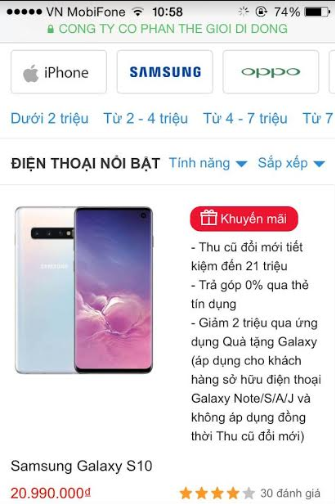 VN MobiFone 10:58 74%
CÔNG TY CO PHAN THE GIOI DI DONG
iPhone SAMSUNG oppo
Dưới 2 triệu Từ 2 - 4 triệu Từ 4 - 7 triệu Từ 7
ĐIỆN THOẠI NỔI BẬT Tính năng Sắp xếp
Khuyến mãi
- Thu cũ đổi mới tiết
kiệm đến 21 triệu
- Trả góp 0% qua thẻ
tín dụng
- Giảm 2 triệu qua ứng
dụng Quà tặng Galaxy
(áp dụng cho khách
hàng sở hữu điện thoại
Galaxy Note/S/A/J và
không áp dụng đồng
thời Thu cũ đổi mới)
SAMSUNG
Samsung Galaxy S10
20.990.000₫ 30 đánh giá